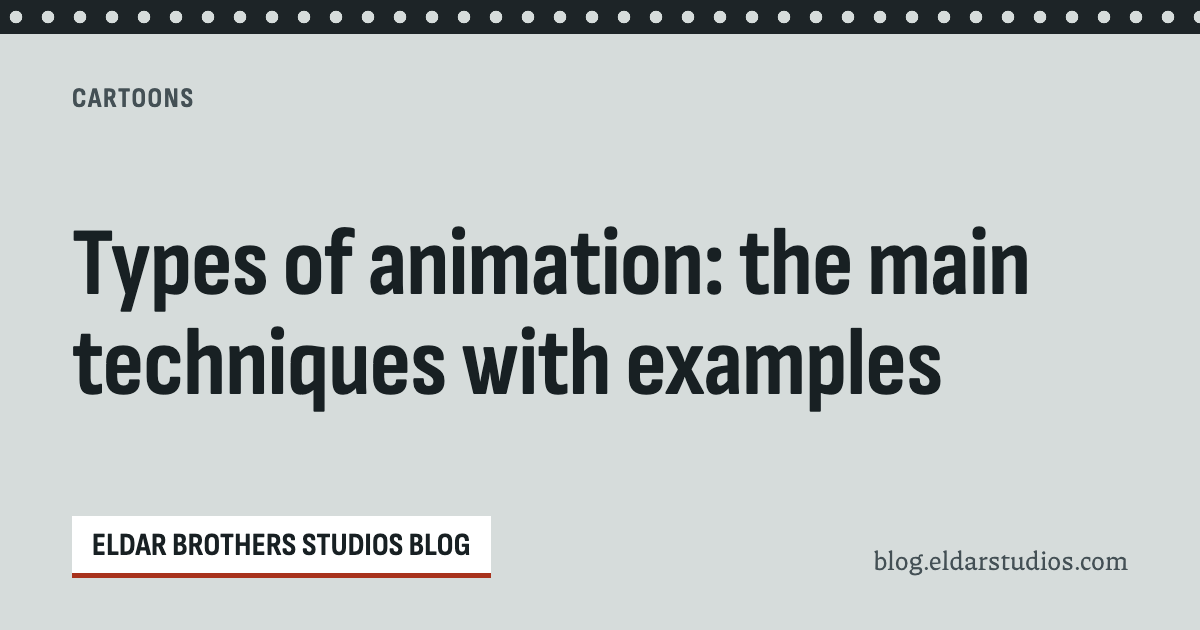 CARTOONS
Types of animation: the main
techniques with examples
ELDAR BROTHERS STUDIOS BLOG
blog.eldarstudios.com